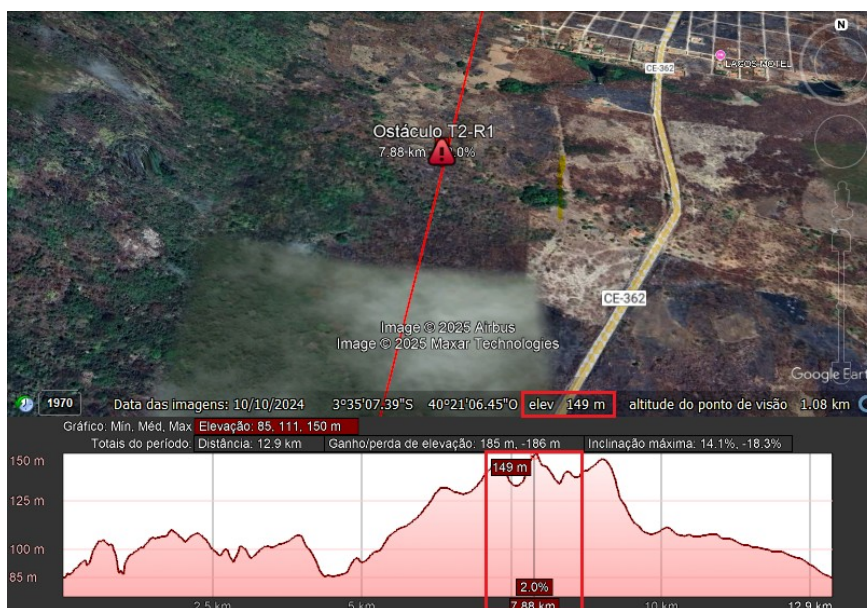 N
LAGOS MOTEL
CE-362
Ostáculo T2-R1
7.88 km 2.0%
CE-362
Image © 2025 Airbus
Image © 2025 Maxar Technologies
Google Earth
1970 Data das imagens: 10/10/2024 3°35'07.39"S 40°21'06.45"O elev 149 m altitude do ponto de visão 1.08 km
Gráfico: Mín, Méd, Max Elevação: 85, 111, 150 m
Totais do período: Distância: 12.9 km Ganho/perda de elevação: 185 m, -186 m Inclinação máxima: 14.1%, -18.3%
150 m
149 m
125 m
100 m
85 m
2.0%
2.5 km 5 km 7.88 km 10 km 12.9 km